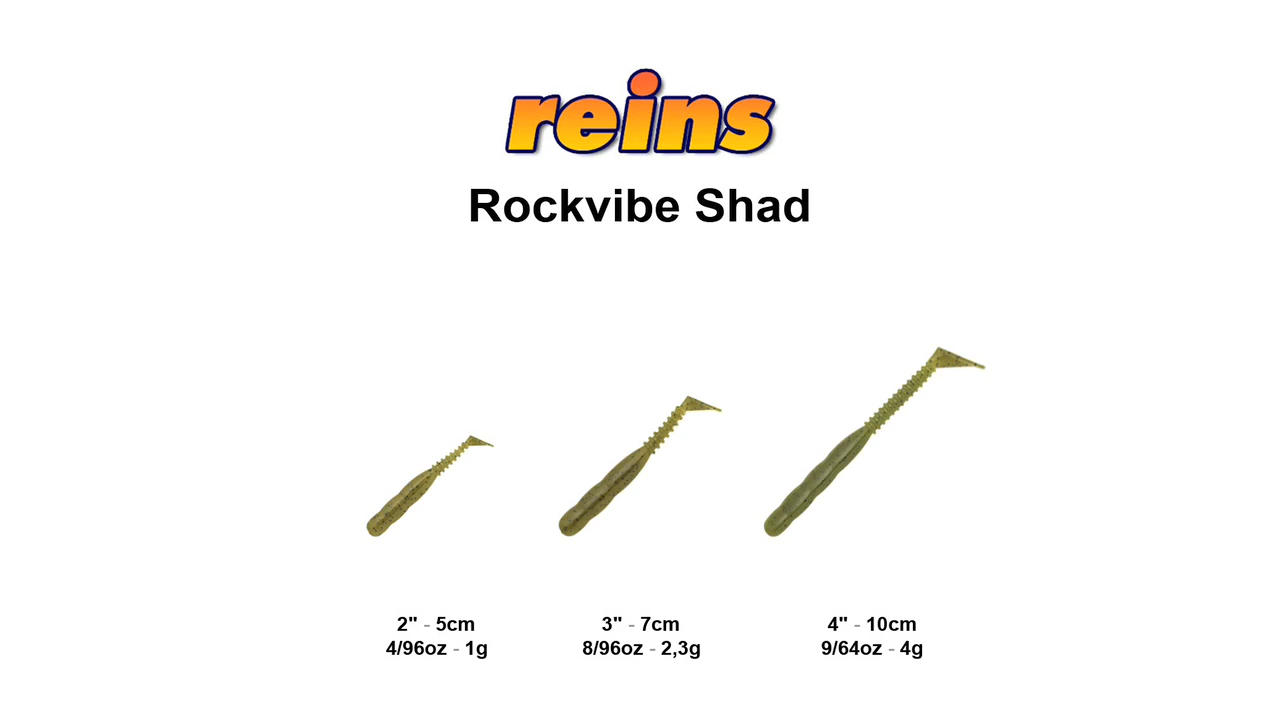 reins
Rockvibe Shad
2" - 5cm
4/96oz - 1g
3" - 7cm
8/96oz - 2,3g
4" - 10cm
9/64oz - 4g